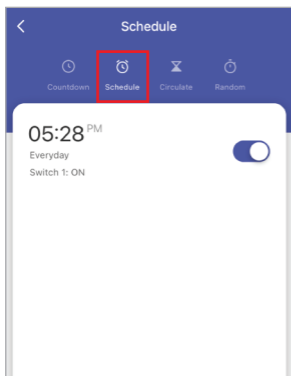 Schedule
Countdown Schedule Circulate Random
05:28 PM
Everyday
Switch 1: ON